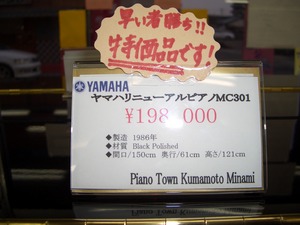 早い者勝ち!!
特価品です!
YAMAHA
ヤマハリニューアルピアノMC301
¥198,000
◆製造 1986年
◆材質 Black Polished
◆間口/150cm 奥行/61cm 高さ/121cm
Piano Town Kumamoto Minami